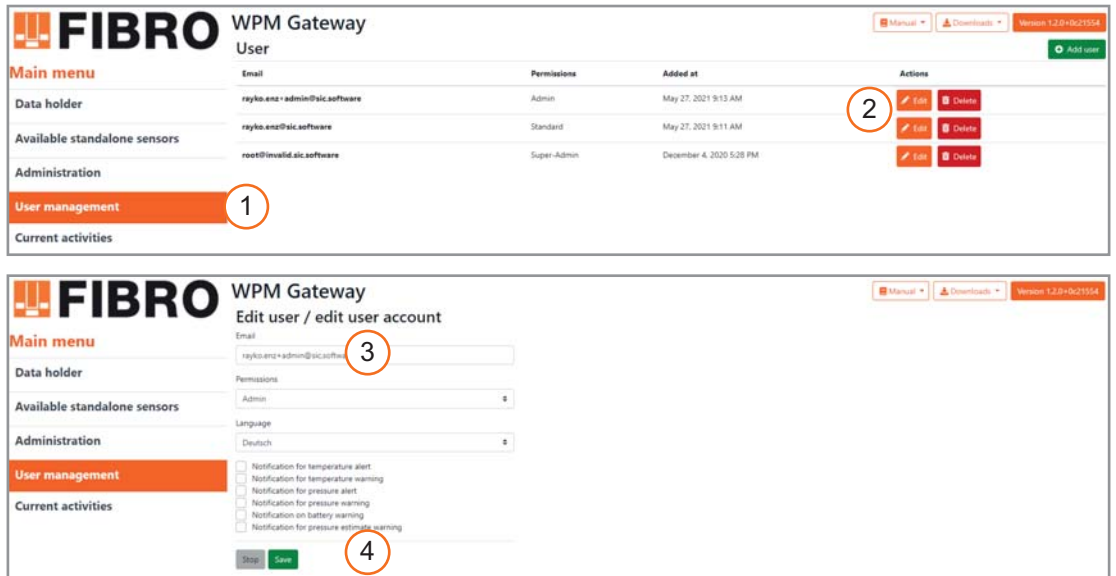 FIBRO
WPM Gateway
Manual
Downloads
Version 1.2.0+0c21554
User
Add user
Main menu
Email Permissions Added at Actions
Data holder
rayko.enz+admin@sic.software Admin May 27, 2021 9:13 AM Edit Delete
2
Available standalone sensors
rayko.enz@sic.software Standard May 27, 2021 9:11 AM Edit Delete
root@invalid.sic.software Super-Admin December 4, 2020 5:28 PM Edit Delete
Administration
User management
1
Current activities
FIBRO
WPM Gateway
Manual
Downloads
Version 1.2.0+0c21554
Edit user / edit user account
Main menu
Email
rayko.enz+admin@sic.softwa
3
Data holder
Permissions
Admin
Available standalone sensors
Language
Administration
Deutsch
User management
Notification for temperature alert
Notification for temperature warning
Notification for pressure alert
Current activities
Notification for pressure warning
Notification on battery warning
Notification for pressure estimate warning
Stop Save
4